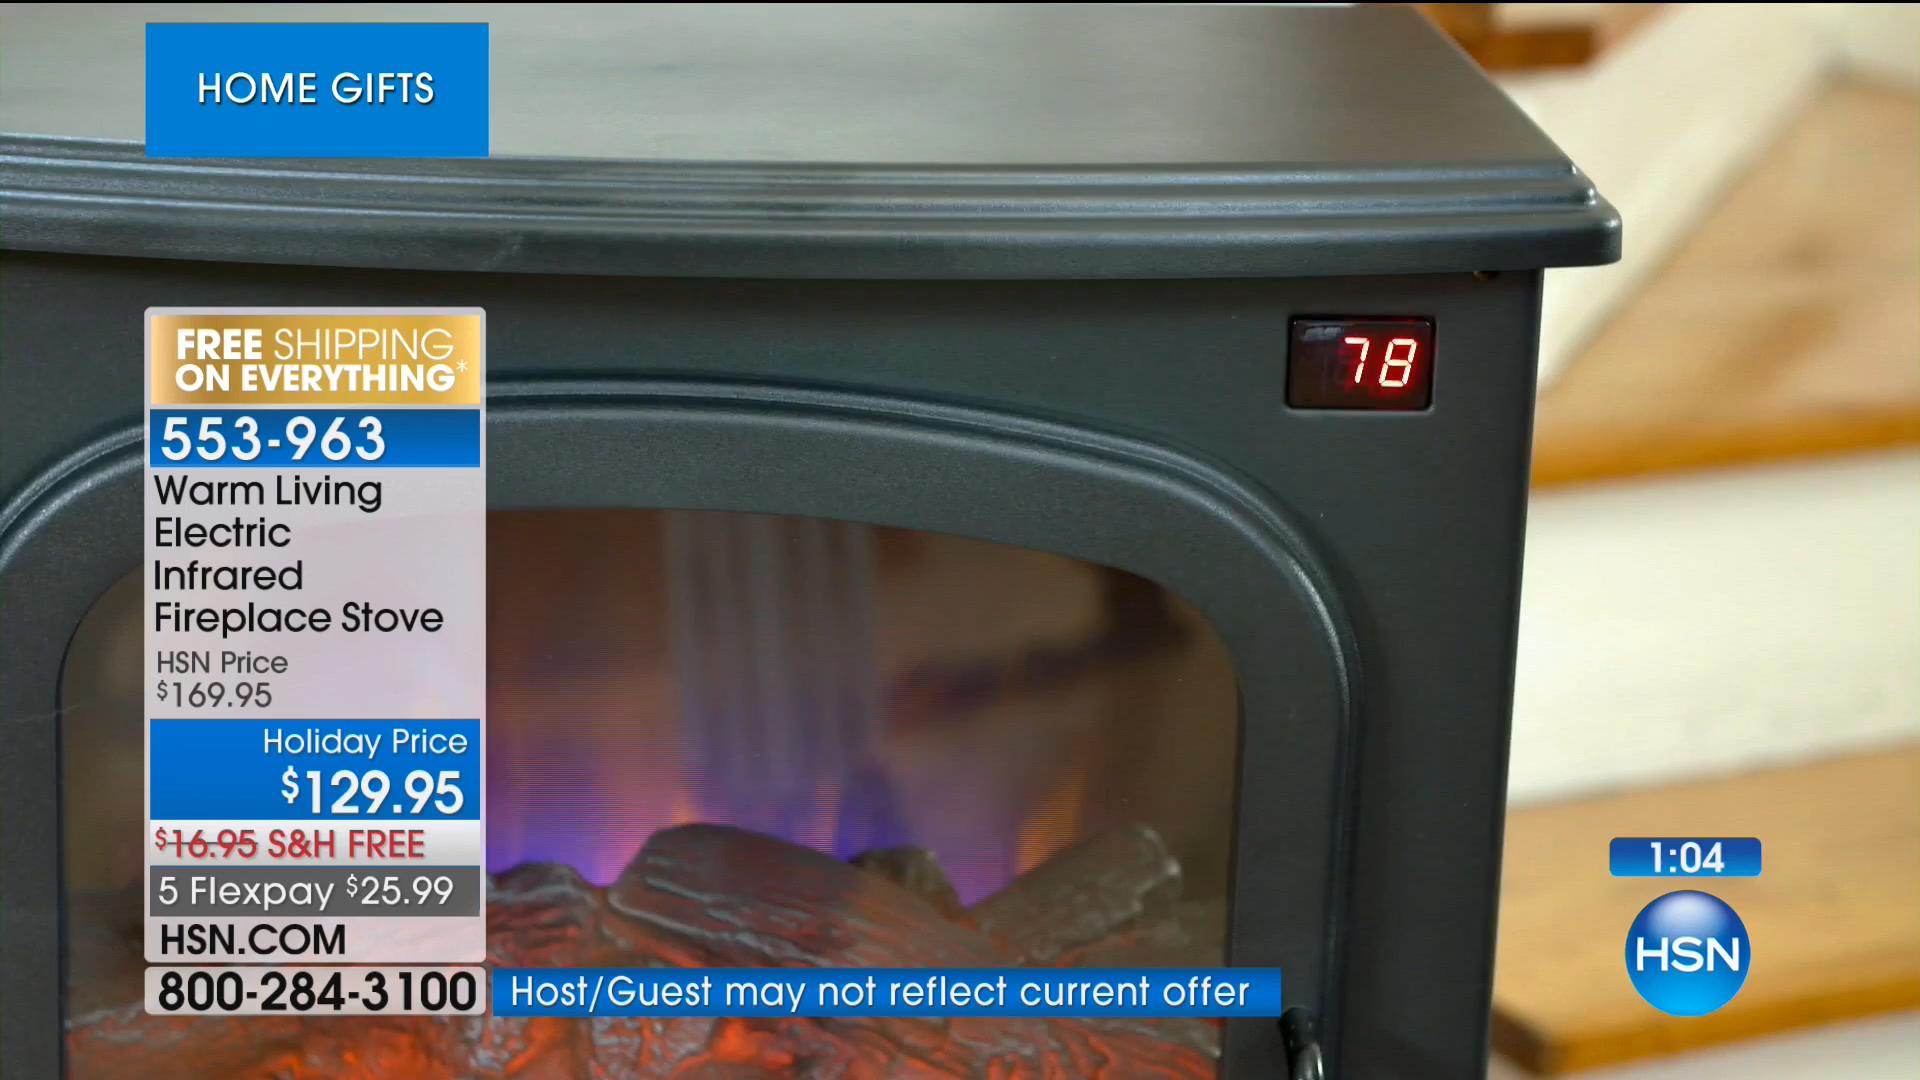 HOME GIFTS
FREE SHIPPING
ON EVERYTHING*
553-963
Warm Living
Electric
Infrared
Fireplace Stove
HSN Price
$169.95
Holiday Price
$129.95
$16.95 S&H FREE
5 Flexpay $25.99
HSN.COM
800-284-3100
Host/Guest may not reflect current offer
78
1:04
HSN